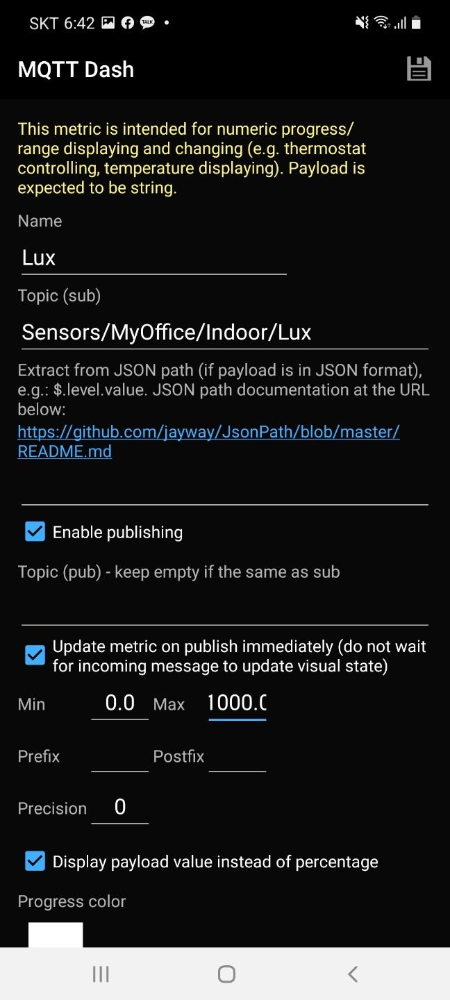 SKT 6:42 TALK
MQTT Dash
This metric is intended for numeric progress/
range displaying and changing (e.g. thermostat
controlling, temperature displaying). Payload is
expected to be string.
Name
Lux
Topic (sub)
Sensors/MyOffice/Indoor/Lux
Extract from JSON path (if payload is in JSON format),
e.g.: $.level.value. JSON path documentation at the URL
below:
https://github.com/jayway/JsonPath/blob/master/
README.md
Enable publishing
Topic (pub) - keep empty if the same as sub
Update metric on publish immediately (do not wait
for incoming message to update visual state)
Min 0.0 Max 1000.0
Prefix Postfix
Precision 0
Display payload value instead of percentage
Progress color